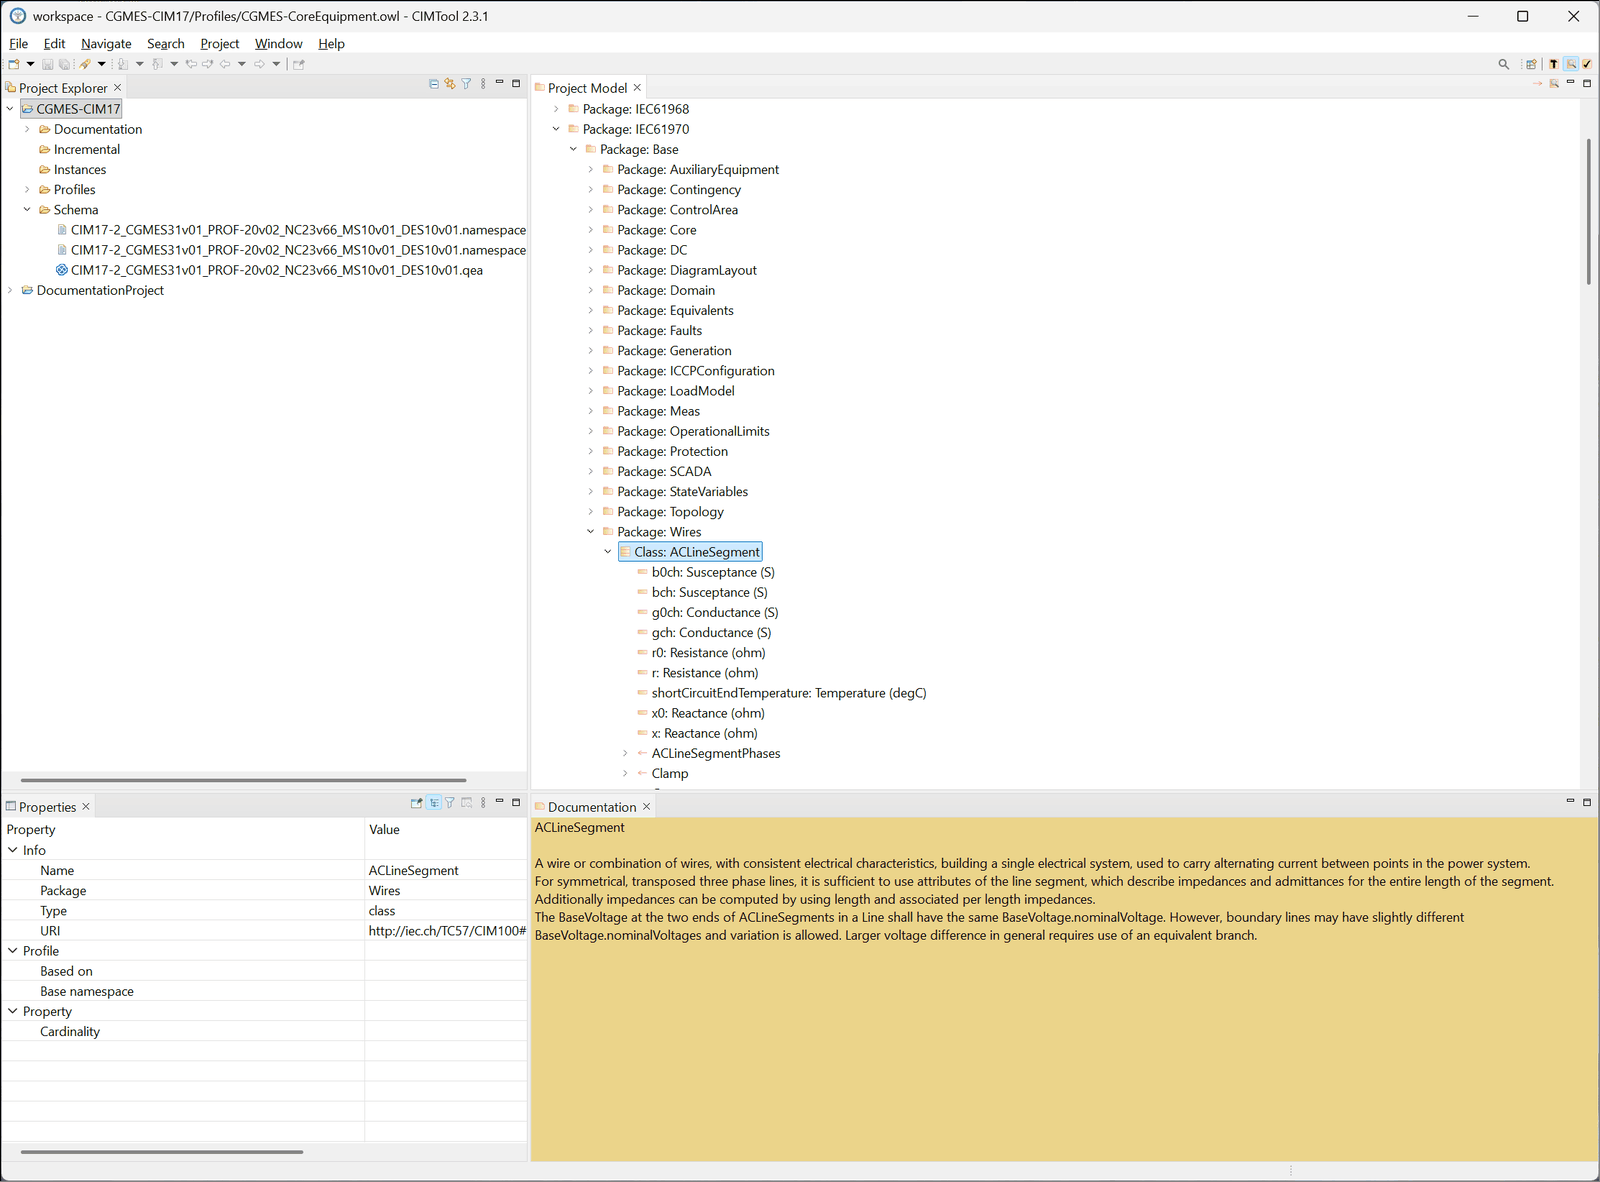 workspace - CGMES-CIM17/Profiles/CGMES-CoreEquipment.owl - CIMTool 2.3.1
File Edit Navigate Search Project Window Help
Project Explorer
CGMES-CIM17
Documentation
Incremental
Instances
Profiles
Schema
CIM17-2_CGMES31v01_PROF-20v02_NC23v66_MS10v01_DES10v01.namespace
CIM17-2_CGMES31v01_PROF-20v02_NC23v66_MS10v01_DES10v01.namespace
CIM17-2_CGMES31v01_PROF-20v02_NC23v66_MS10v01_DES10v01.qea
DocumentationProject
Project Model
Package: IEC61968
Package: IEC61970
Package: Base
Package: AuxiliaryEquipment
Package: Contingency
Package: ControlArea
Package: Core
Package: DC
Package: DiagramLayout
Package: Domain
Package: Equivalents
Package: Faults
Package: Generation
Package: ICCPConfiguration
Package: LoadModel
Package: Meas
Package: OperationalLimits
Package: Protection
Package: SCADA
Package: StateVariables
Package: Topology
Package: Wires
Class: ACLineSegment
b0ch: Susceptance (S)
bch: Susceptance (S)
g0ch: Conductance (S)
gch: Conductance (S)
r0: Resistance (ohm)
r: Resistance (ohm)
shortCircuitEndTemperature: Temperature (degC)
x0: Reactance (ohm)
x: Reactance (ohm)
ACLineSegmentPhases
Clamp
Properties
Property Value
Info
Name ACLineSegment
Package Wires
Type class
URI http://iec.ch/TC57/CIM100#
Profile
Based on
Base namespace
Property
Cardinality
Documentation
ACLineSegment
A wire or combination of wires, with consistent electrical characteristics, building a single electrical system, used to carry alternating current between points in the power system.
For symmetrical, transposed three phase lines, it is sufficient to use attributes of the line segment, which describe impedances and admittances for the entire length of the segment.
Additionally impedances can be computed by using length and associated per length impedances.
The BaseVoltage at the two ends of ACLineSegments in a Line shall have the same BaseVoltage.nominalVoltage. However, boundary lines may have slightly different
BaseVoltage.nominalVoltages and variation is allowed. Larger voltage difference in general requires use of an equivalent branch.